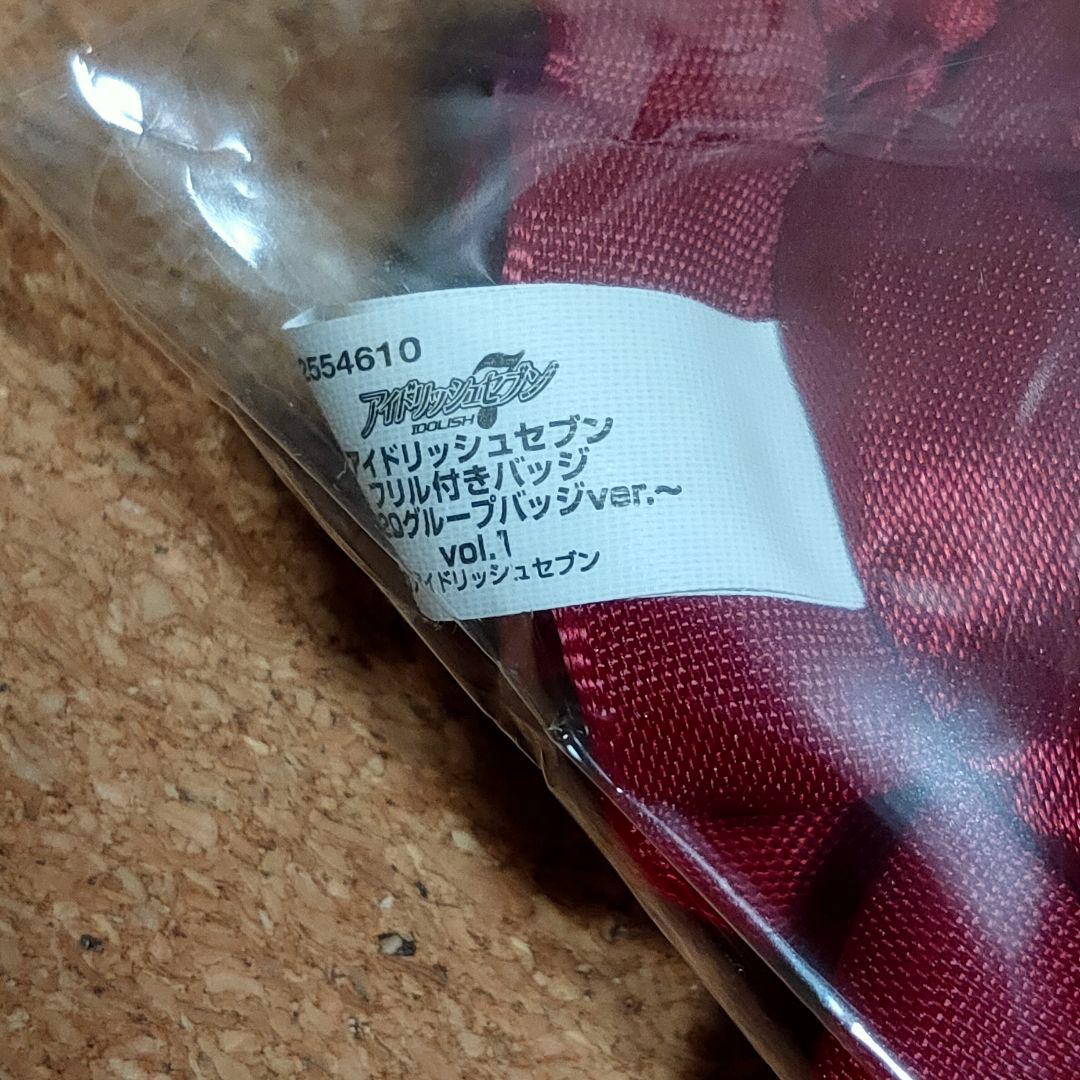 2554610
アイドリッシュセブン
IDOLISH7
アイドリッシュセブン
フリル付きバッジ
20グループバッジver.～
vol.1
アイドリッシュセブン